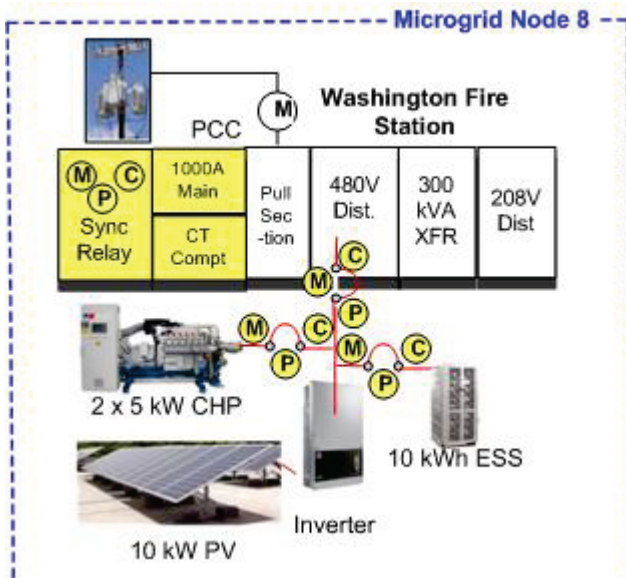 Microgrid Node 8
M
PCC
Washington Fire
Station
M
C
P
Sync
Relay
1000A
Main
CT
Compt
Pull
Sec
-tion
480V
Dist.
300
kVA
XFR
208V
Dist
C
M
P
M
C
P
M
C
P
2 x 5 kW CHP
10 kWh ESS
Inverter
10 kW PV